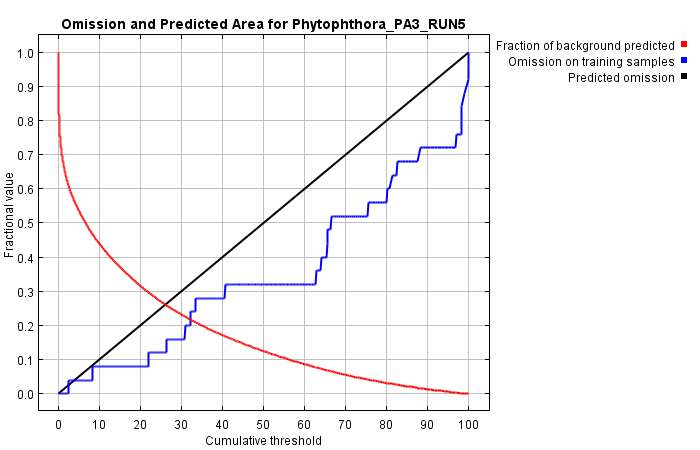 Omission and Predicted Area for Phytophthora_PA3_RUN5
Fraction of background predicted
Omission on training samples
Predicted omission
Fractional value
1.0
0.9
0.8
0.7
0.6
0.5
0.4
0.3
0.2
0.1
0.0
0 10 20 30 40 50 60 70 80 90 100
Cumulative threshold